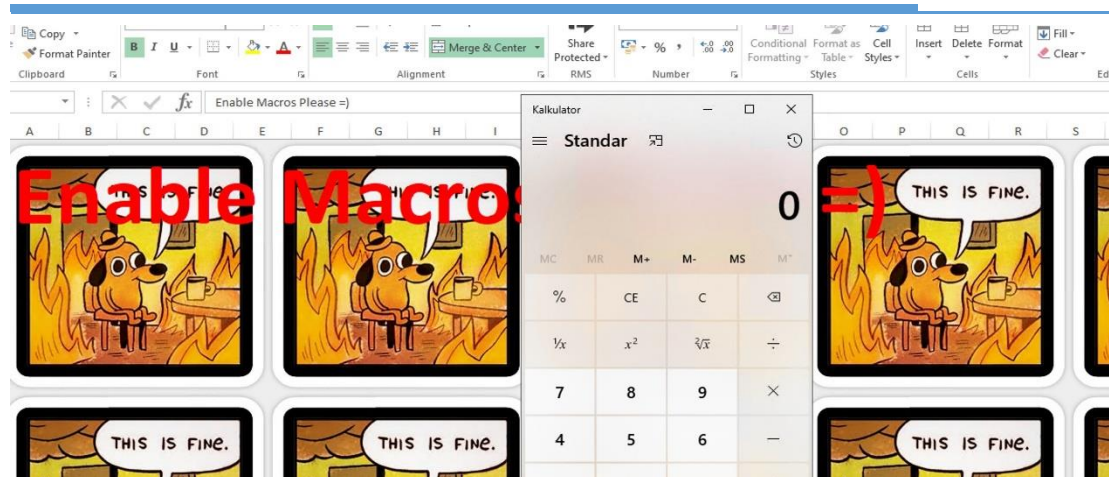 Copy
Format Painter
B I U
Merge & Center
Share
Protected
% ,
Conditional
Formatting
Format as
Table
Cell
Styles
Insert Delete Format
Fill
Clear
Clipboard Font Alignment RMS Number Styles Cells
fx Enable Macros Please =)
A B C D E F G H I O P Q R S
Kalkulator
Standar
0
MC MR M+ M- MS
% CE C
7 8 9 ×
4 5 6 −
Enable Macros =)
THIS IS FINE.
THIS IS FINE.
THIS IS FINE.
THIS IS FINE.
THIS IS FINE.
THIS IS FINE.